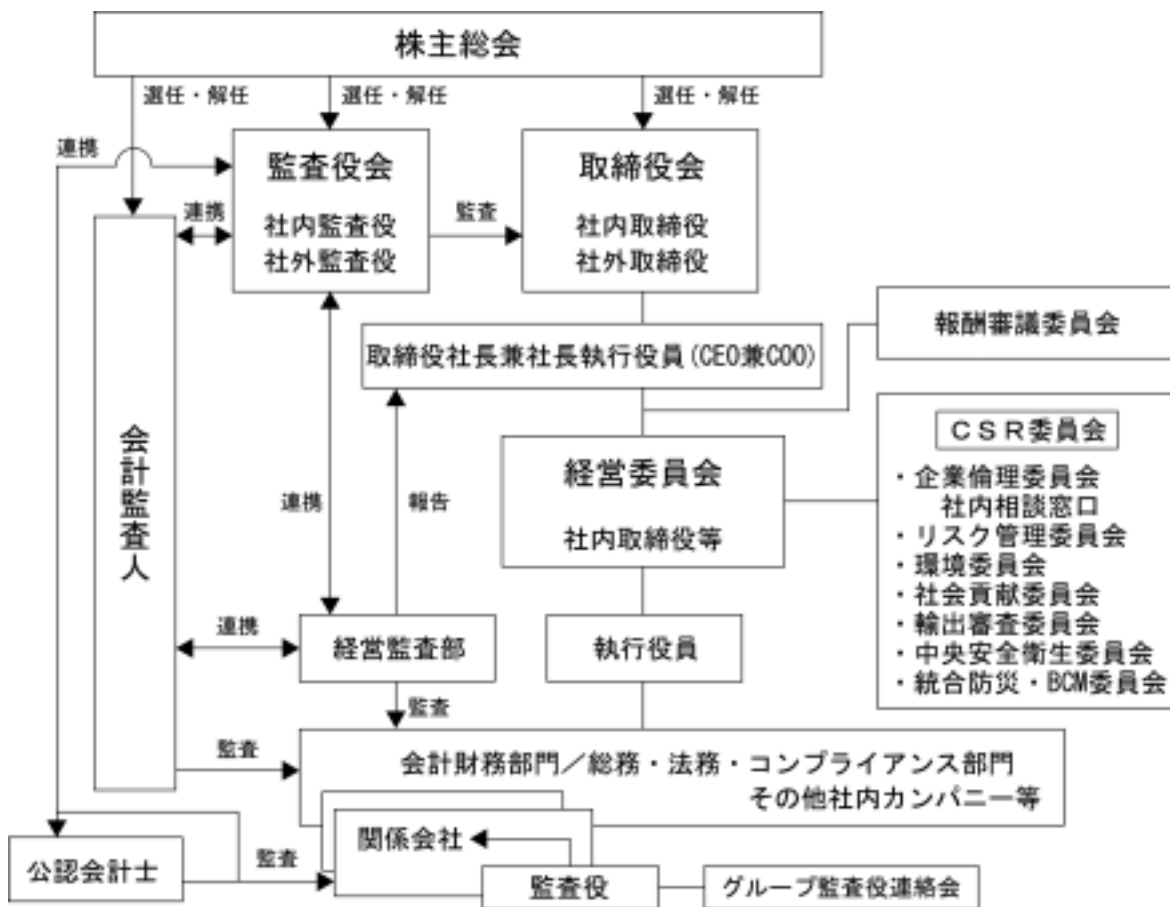 株主総会
選任・解任
選任・解任
選任・解任
連携
監査役会
社内監査役
社外監査役
連携
監査
取締役会
社内取締役
社外取締役
報酬審議委員会
取締役社長兼社長執行役員(CEO兼COO)
CSR委員会
・企業倫理委員会
社内相談窓口
・リスク管理委員会
・環境委員会
・社会貢献委員会
・輸出審査委員会
・中央安全衛生委員会
・統合防災・BCM委員会
経営委員会
社内取締役等
会計監査人
連携
報告
連携
経営監査部
執行役員
監査
監査
会計財務部門／総務・法務・コンプライアンス部門
その他社内カンパニー等
関係会社
公認会計士
監査
監査役
グループ監査役連絡会